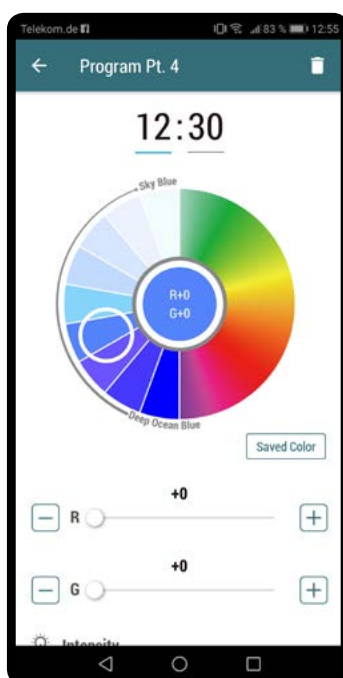 Telekom.de 83 % 12:55
Program Pt. 4
12:30
Sky Blue
R+0
G+0
Deep Ocean Blue
Saved Color
+0
R
+0
G
Intensity